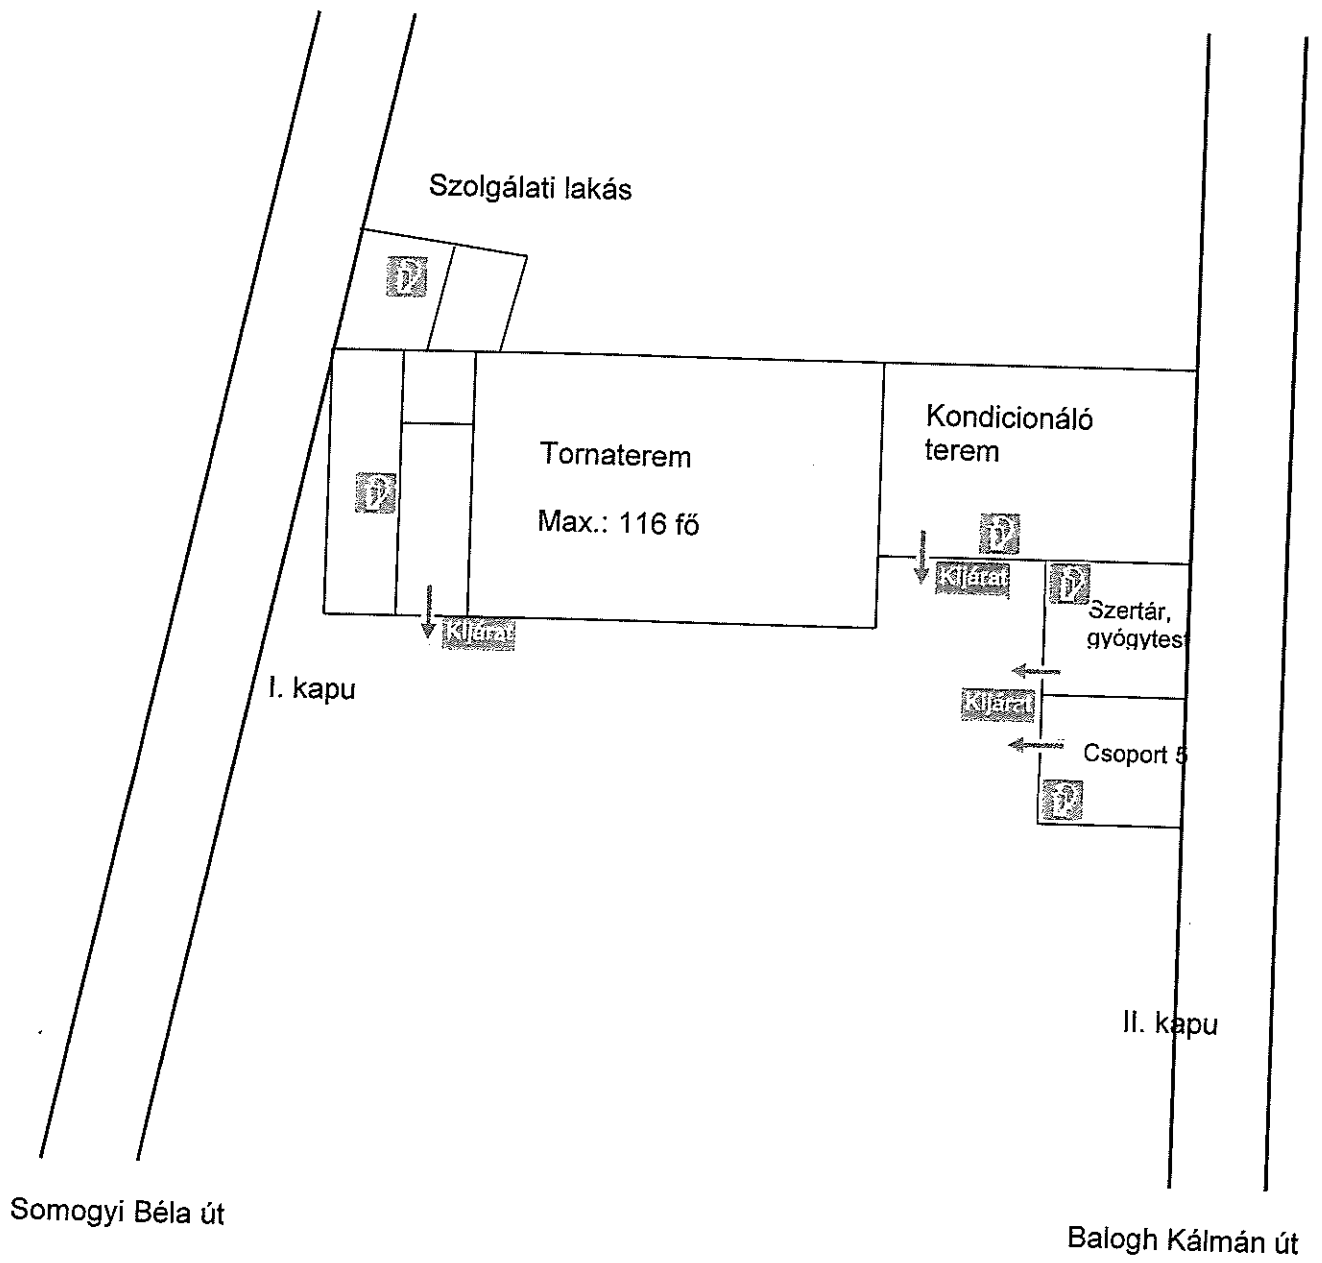 Szolgálati lakás
Kondicionáló
terem
Tornaterem
Max.: 116 fő
Kijárat
Szertár,
gyógytest
Kijárat
I. kapu
Kijárat
Csoport 5
II. kapu
Somogyi Béla út
Balogh Kálmán út